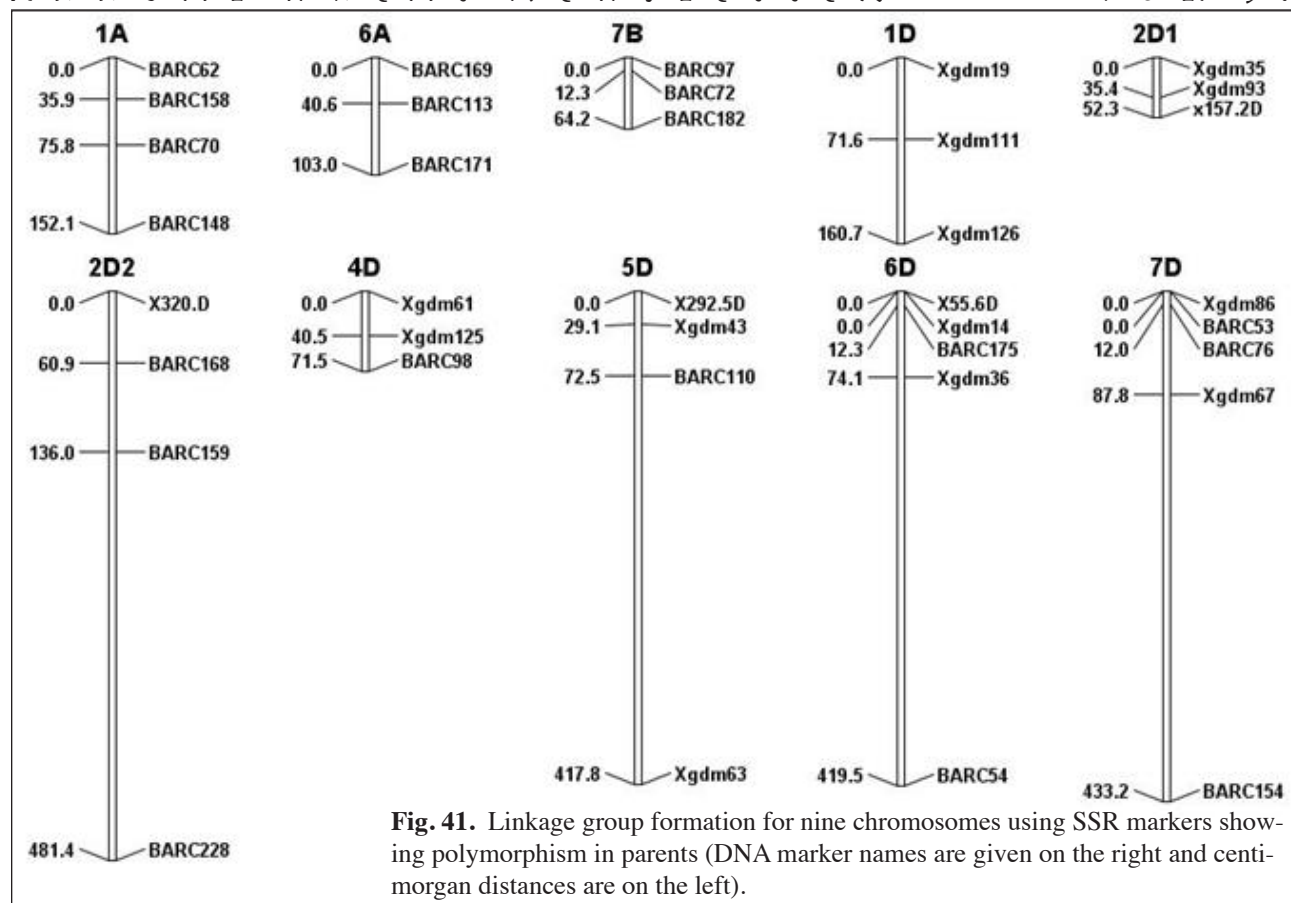 1A
0.0 BARC62
35.9 BARC158
75.8 BARC70
152.1 BARC148
6A
0.0 BARC169
40.6 BARC113
103.0 BARC171
7B
0.0 BARC97
12.3 BARC72
64.2 BARC182
1D
0.0 Xgdm19
71.6 Xgdm111
160.7 Xgdm126
2D1
0.0 Xgdm35
35.4 Xgdm93
52.3 x157.2D
2D2
0.0 X320.D
60.9 BARC168
136.0 BARC159
481.4 BARC228
4D
0.0 Xgdm61
40.5 Xgdm125
71.5 BARC98
5D
0.0 X292.5D
29.1 Xgdm43
72.5 BARC110
417.8 Xgdm63
6D
0.0 X55.6D
0.0 Xgdm14
12.3 BARC175
74.1 Xgdm36
419.5 BARC54
7D
0.0 Xgdm86
0.0 BARC53
12.0 BARC76
87.8 Xgdm67
433.2 BARC154
Fig. 41. Linkage group formation for nine chromosomes using SSR markers show-
ing polymorphism in parents (DNA marker names are given on the right and centi-
morgan distances are on the left).